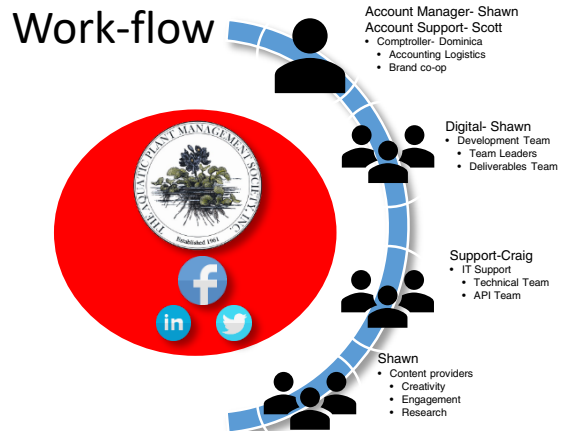 Work-flow
Account Manager- Shawn
Account Support- Scott
• Comptroller- Dominica
• Accounting Logistics
• Brand co-op
Digital- Shawn
• Development Team
• Team Leaders
• Deliverables Team
THE AQUATIC PLANT MANAGEMENT SOCIETY, INC.
Established 1961
f
in
Support-Craig
• IT Support
• Technical Team
• API Team
Shawn
• Content providers
• Creativity
• Engagement
• Research